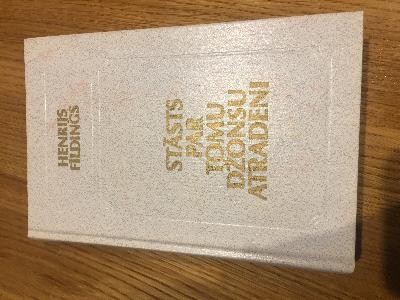 HENRIJS
FILDINGS
STĀSTS
PAR
TOMU
DŽONSU
ATRADENI